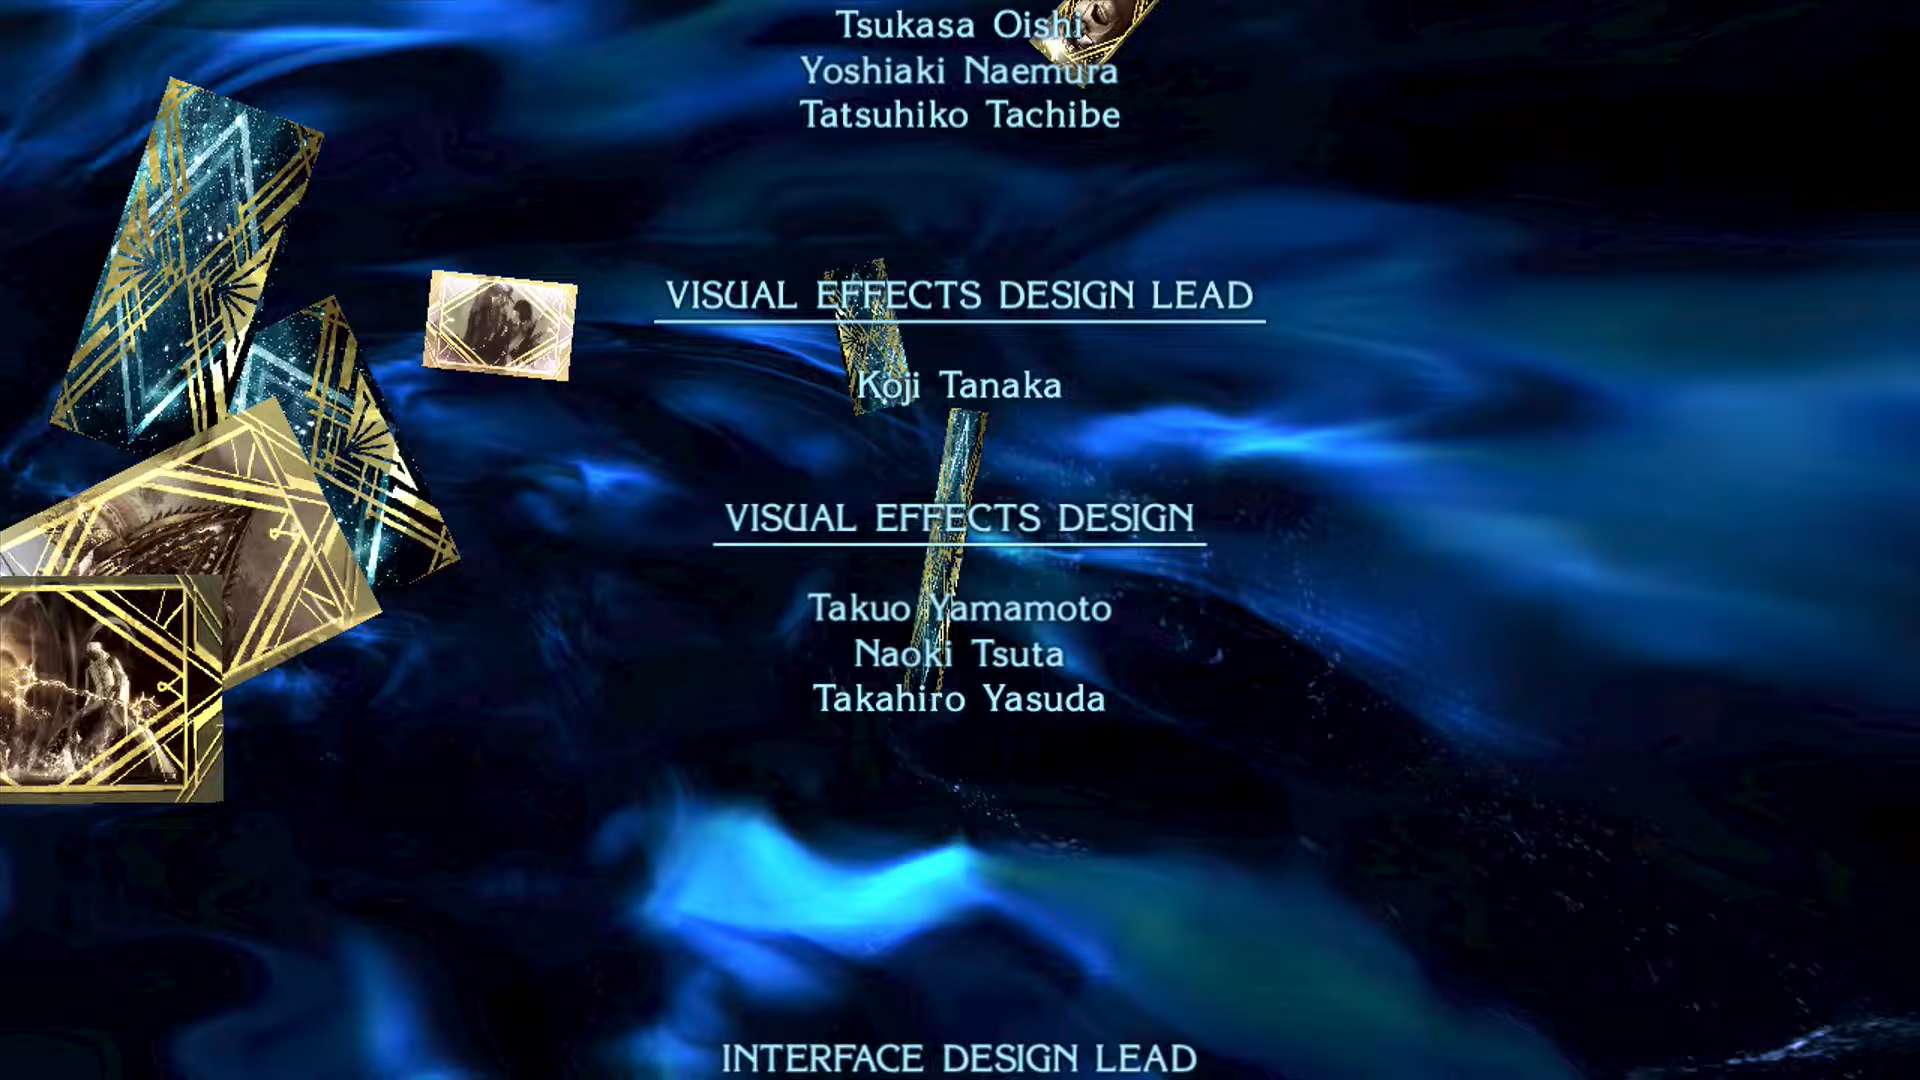 Tsukasa Oishi
Yoshiaki Naemura
Tatsuhiko Tachibe
VISUAL EFFECTS DESIGN LEAD
Koji Tanaka
VISUAL EFFECTS DESIGN
Takuo Yamamoto
Naoki Tsuta
Takahiro Yasuda
INTERFACE DESIGN LEAD